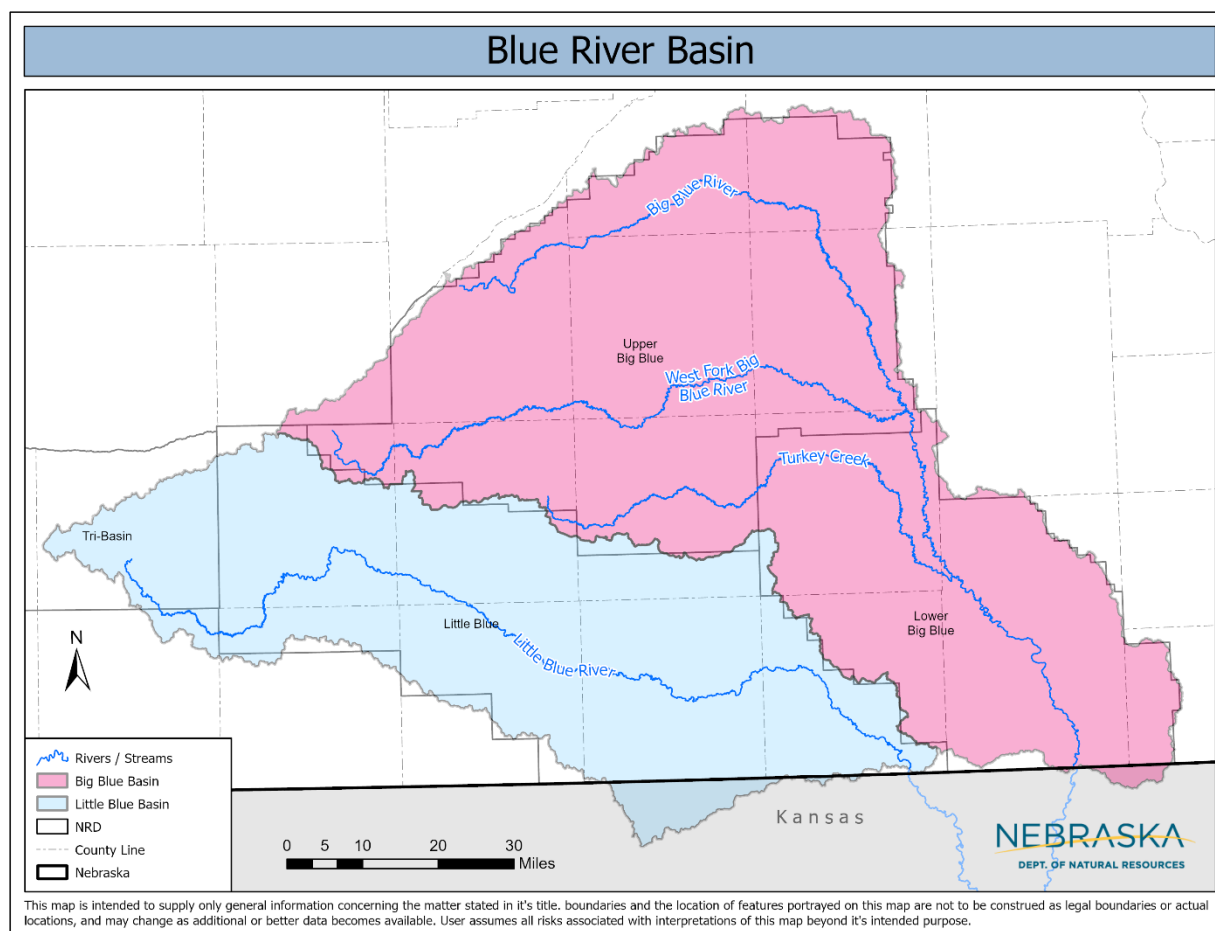 Blue River Basin
Big Blue River
Upper
Big Blue
West Fork Big
Blue River
Turkey Creek
Tri-Basin
Lower
Big Blue
Little Blue
Little Blue River
N
Rivers / Streams
Big Blue Basin
Little Blue Basin
NRD
County Line
Nebraska
0 5 10 20 30
Miles
Kansas
NEBRASKA
DEPT. OF NATURAL RESOURCES
This map is intended to supply only general information concerning the matter stated in it's title. boundaries and the location of features portrayed on this map are not to be construed as legal boundaries or actual
locations, and may change as additional or better data becomes available. User assumes all risks associated with interpretations of this map beyond it's intended purpose.